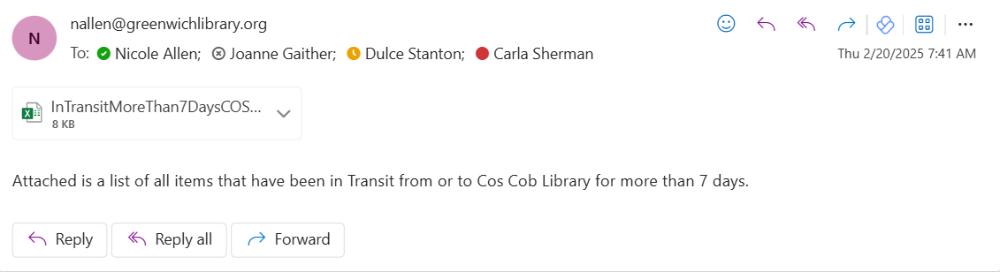 nallen@greenwichlibrary.org
N
To: Nicole Allen; Joanne Gaither; Dulce Stanton; Carla Sherman
Thu 2/20/2025 7:41 AM
InTransitMoreThan7DaysCOS...
8 KB
Attached is a list of all items that have been in Transit from or to Cos Cob Library for more than 7 days.
Reply
Reply all
Forward